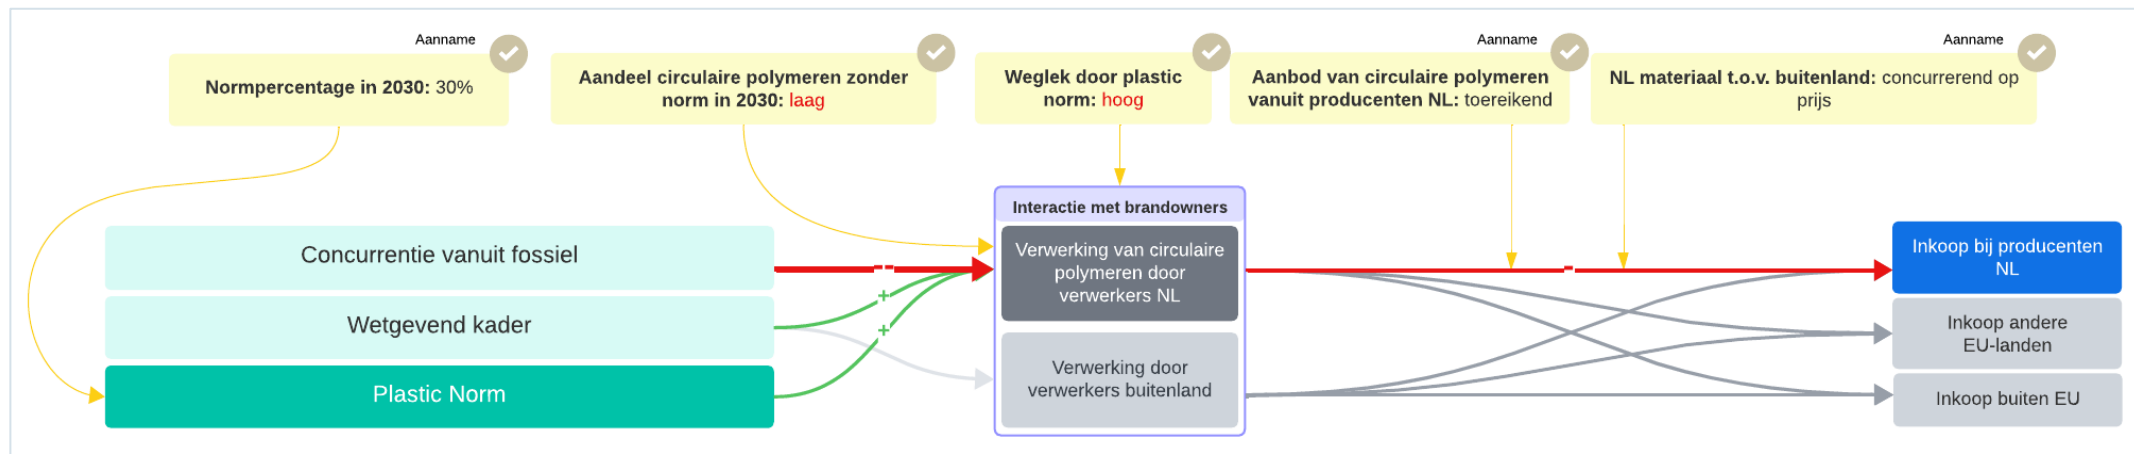 Aanname
Normpercentage in 2030: 30%
Aandeel circulaire polymeren zonder
norm in 2030: laag
Weglek door plastic
norm: hoog
Aanname
Aanbod van circulaire polymeren
vanuit producenten NL: toereikend
Aanname
NL materiaal t.o.v. buitenland: concurrerend op
prijs
Concurrentie vanuit fossiel
Wetgevend kader
Plastic Norm
--
+
+
Interactie met brandowners
Verwerking van circulaire
polymeren door
verwerkers NL
Verwerking door
verwerkers buitenland
-
Inkoop bij producenten
NL
Inkoop andere
EU-landen
Inkoop buiten EU